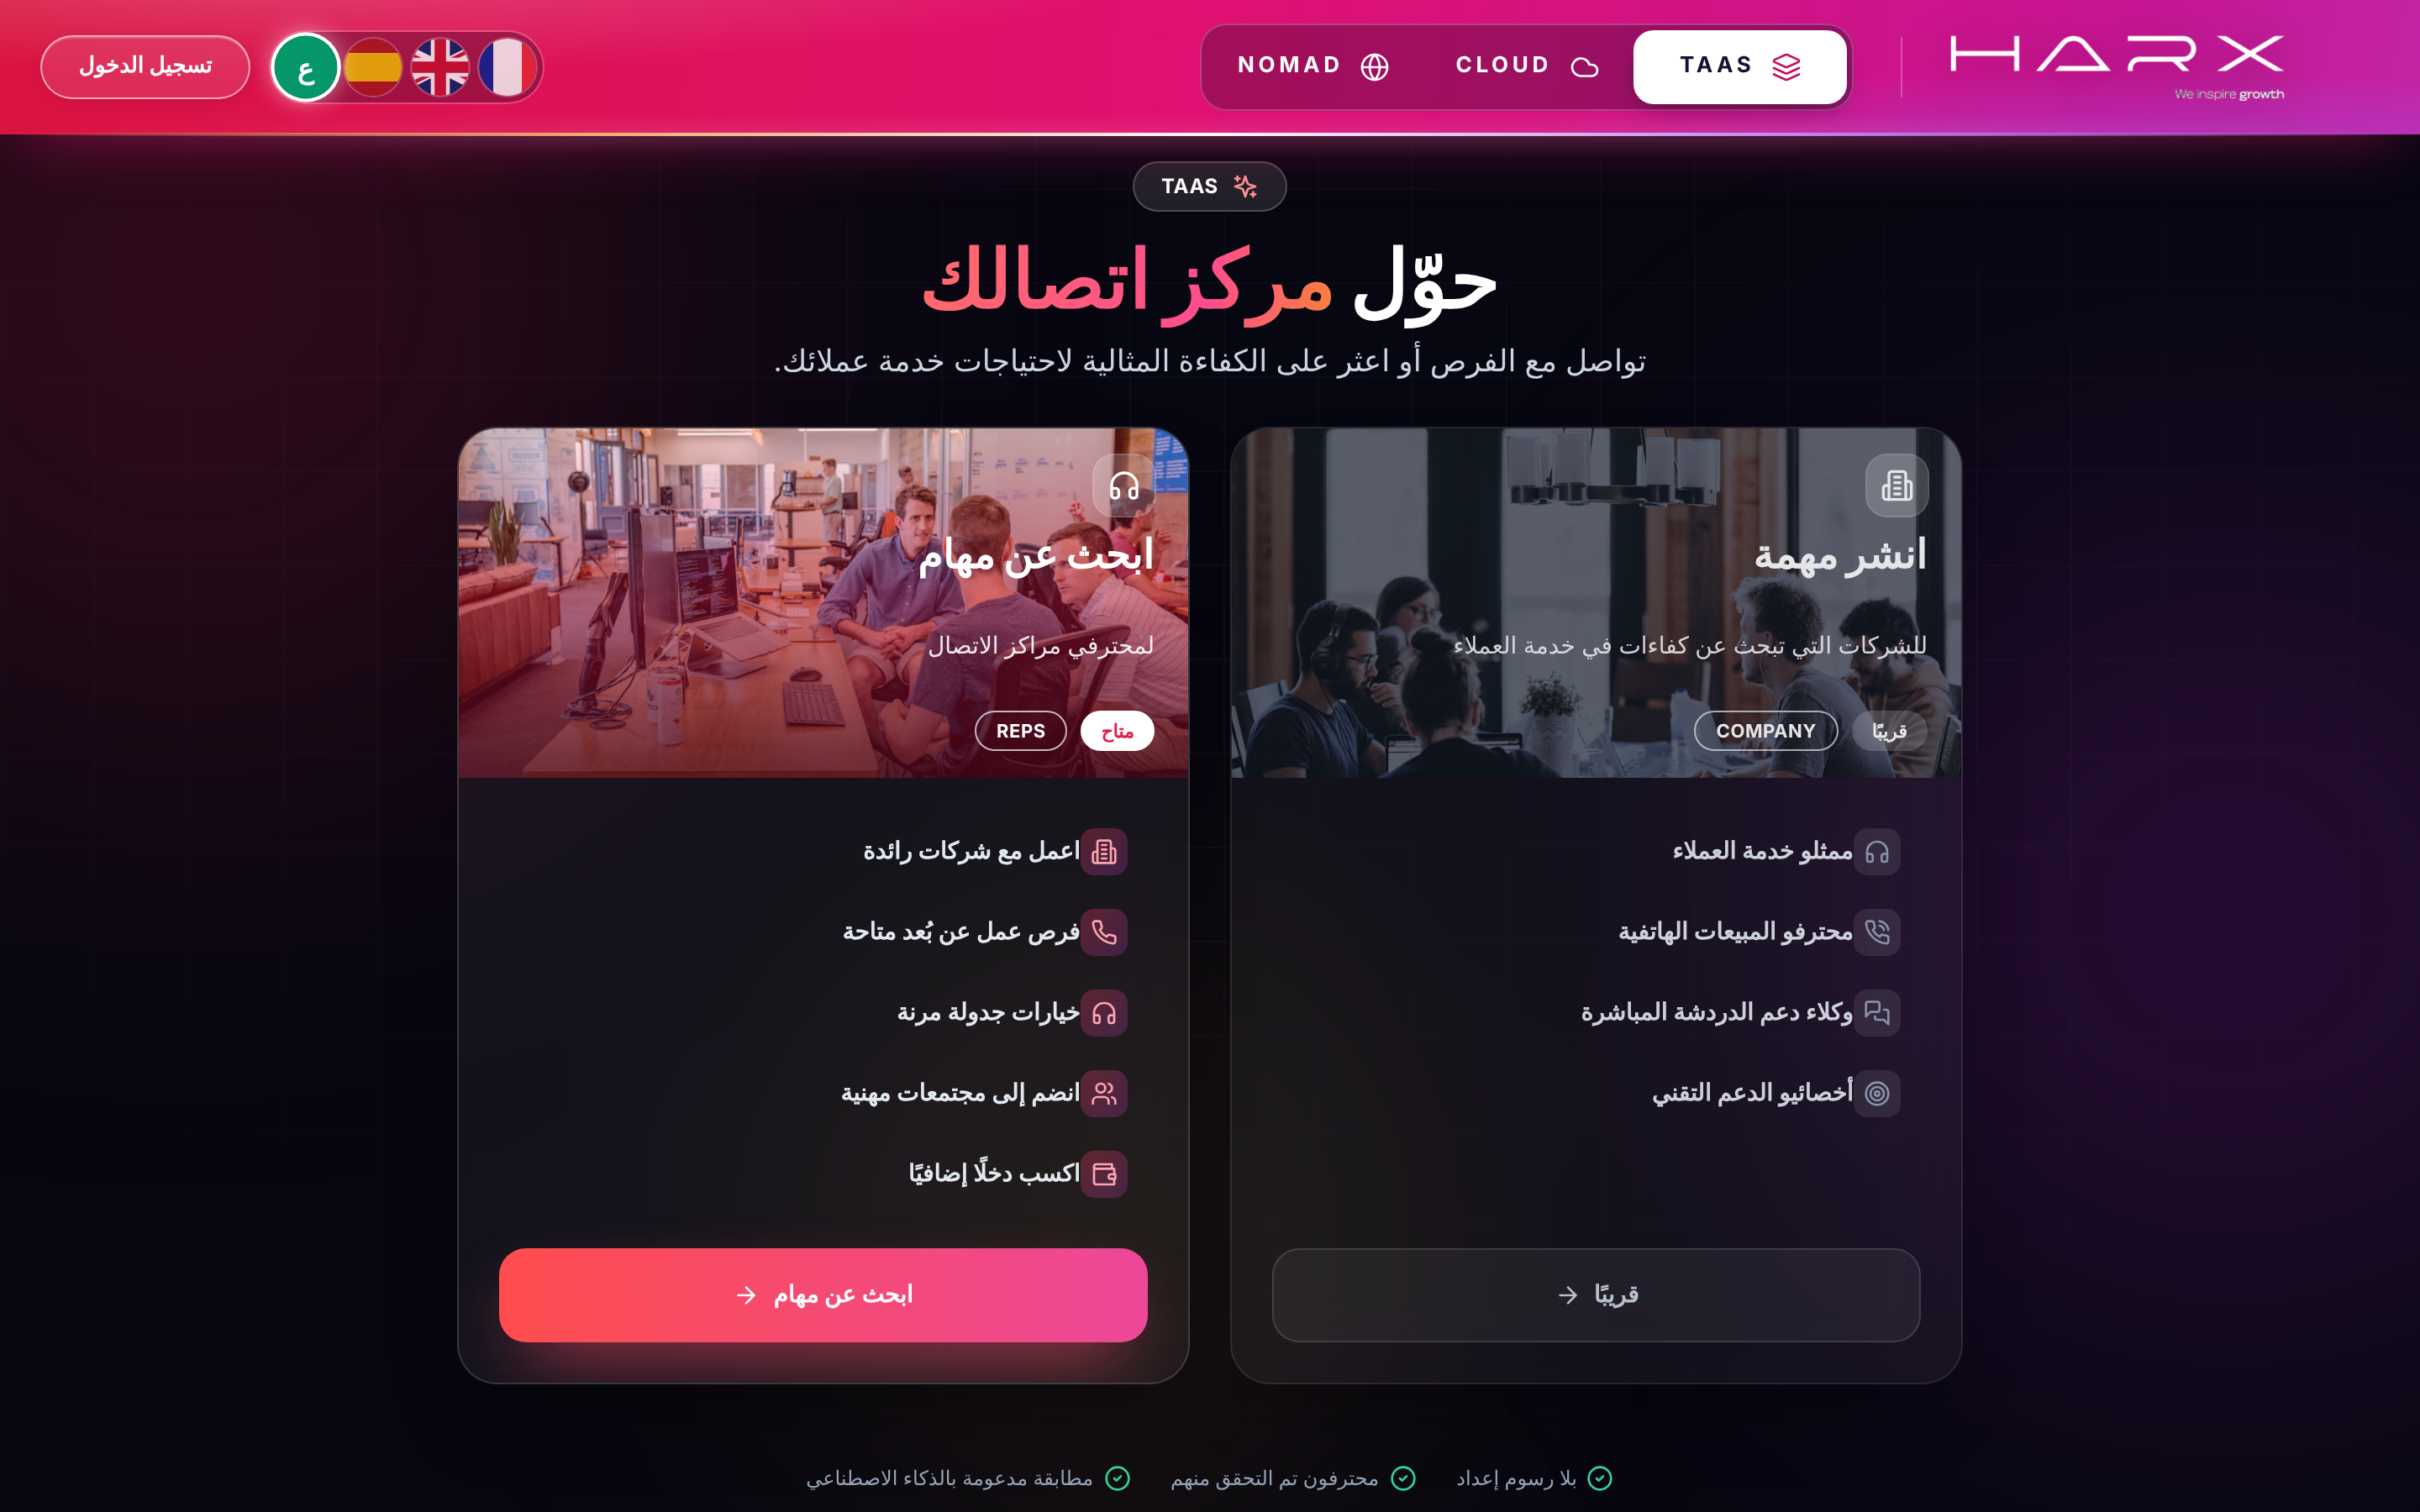 HARX
We inspire growth
TAAS
CLOUD
NOMAD
ع
تسجيل الدخول
TAAS
حوّل مركز اتصالك
تواصل مع الفرص أو اعثر على الكفاءة المثالية لاحتياجات خدمة عملائك.
انشر مهمة
للشركات التي تبحث عن كفاءات في خدمة العملاء
قريبًا
COMPANY
ممثلو خدمة العملاء
محترفو المبيعات الهاتفية
وكلاء دعم الدردشة المباشرة
أخصائيو الدعم التقني
قريبًا
ابحث عن مهام
لمحترفي مراكز الاتصال
متاح
REPS
اعمل مع شركات رائدة
فرص عمل عن بُعد متاحة
خيارات جدولة مرنة
انضم إلى مجتمعات مهنية
اكسب دخلًا إضافيًا
ابحث عن مهام
بلا رسوم إعداد
محترفون تم التحقق منهم
مطابقة مدعومة بالذكاء الاصطناعي